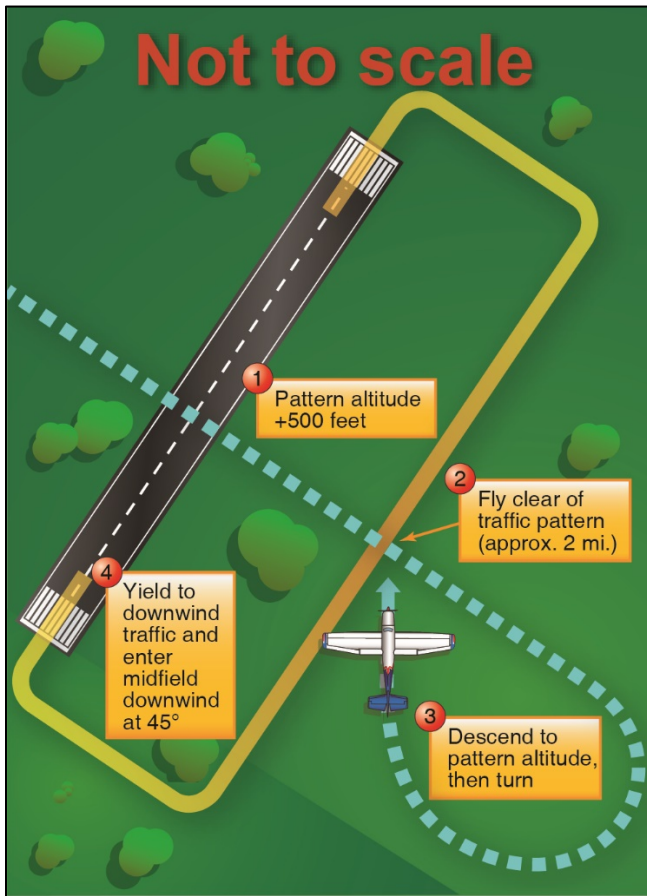 Not to scale
1
Pattern altitude
+500 feet
2
Fly clear of
traffic pattern
(approx. 2 mi.)
4
Yield to
downwind
traffic and
enter
midfield
downwind
at 45°
3
Descend to
pattern altitude,
then turn